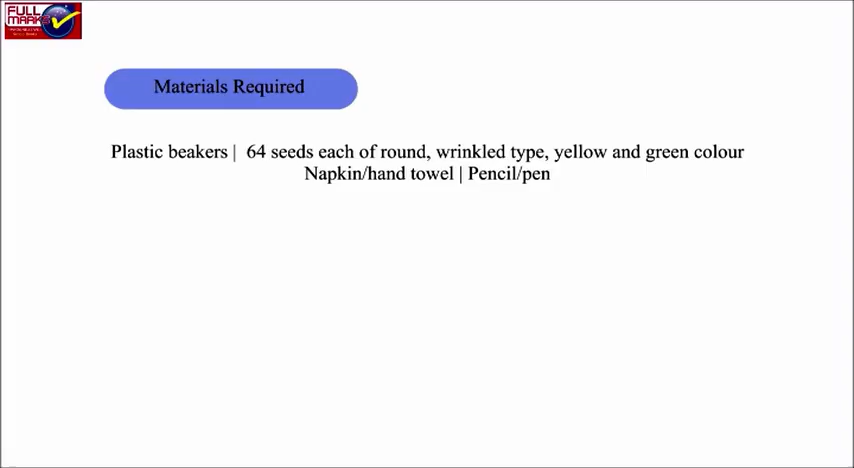 FULL
MARKS
Materials Required
Plastic beakers | 64 seeds each of round, wrinkled type, yellow and green colour
Napkin/hand towel | Pencil/pen